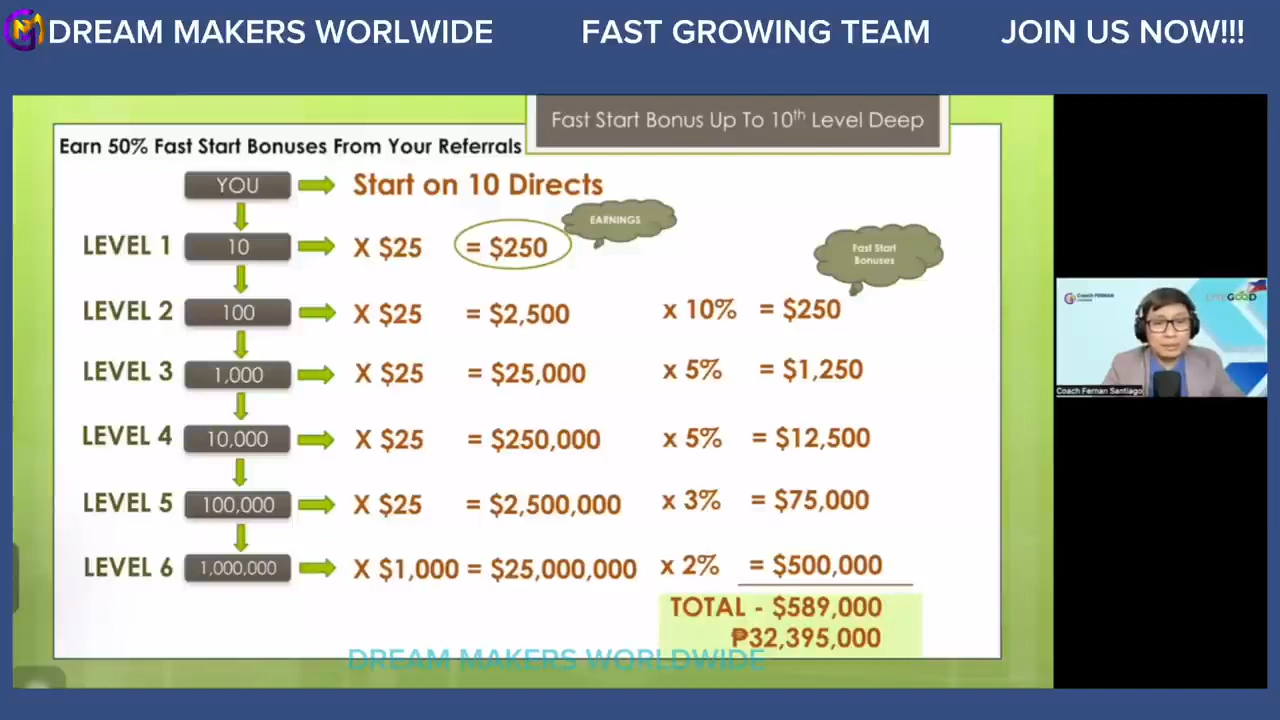 DREAM MAKERS WORLWIDE FAST GROWING TEAM JOIN US NOW!!!
Fast Start Bonus Up To 10th Level Deep
Earn 50% Fast Start Bonuses From Your Referrals
YOU Start on 10 Directs
EARNINGS
LEVEL 1 10 X $25 = $250
Fast Start
Bonuses
LEVEL 2 100 X $25 = $2,500 x 10% = $250
LEVEL 3 1,000 X $25 = $25,000 x 5% = $1,250
LEVEL 4 10,000 X $25 = $250,000 x 5% = $12,500
LEVEL 5 100,000 X $25 = $2,500,000 x 3% = $75,000
LEVEL 6 1,000,000 X $1,000 = $25,000,000 x 2% = $500,000
TOTAL - $589,000
₱32,395,000
DREAM MAKERS WORLDWIDE
Coach FERNAN
Coach Fernan Santiago